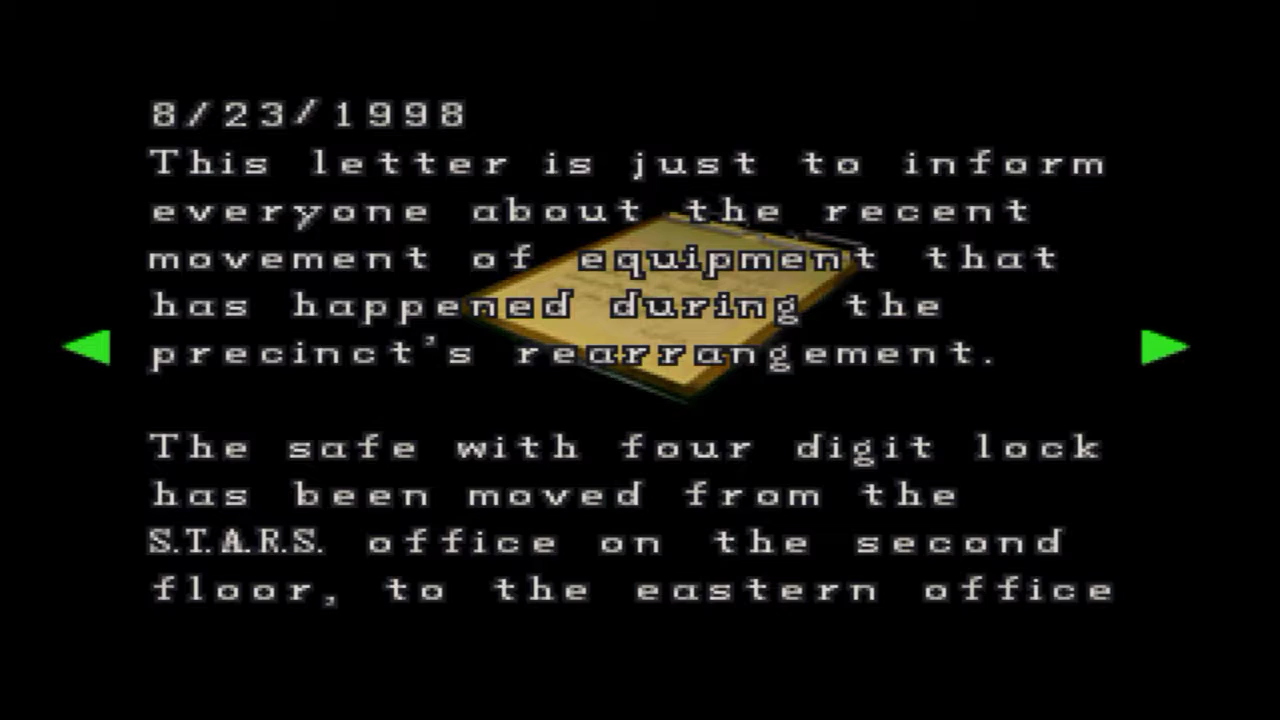 8/23/1998
This letter is just to inform
everyone about the recent
movement of equipment that
has happened during the
precinct's rearrangement.
The safe with four digit lock
has been moved from the
S.T.A.R.S. office on the second
floor, to the eastern office